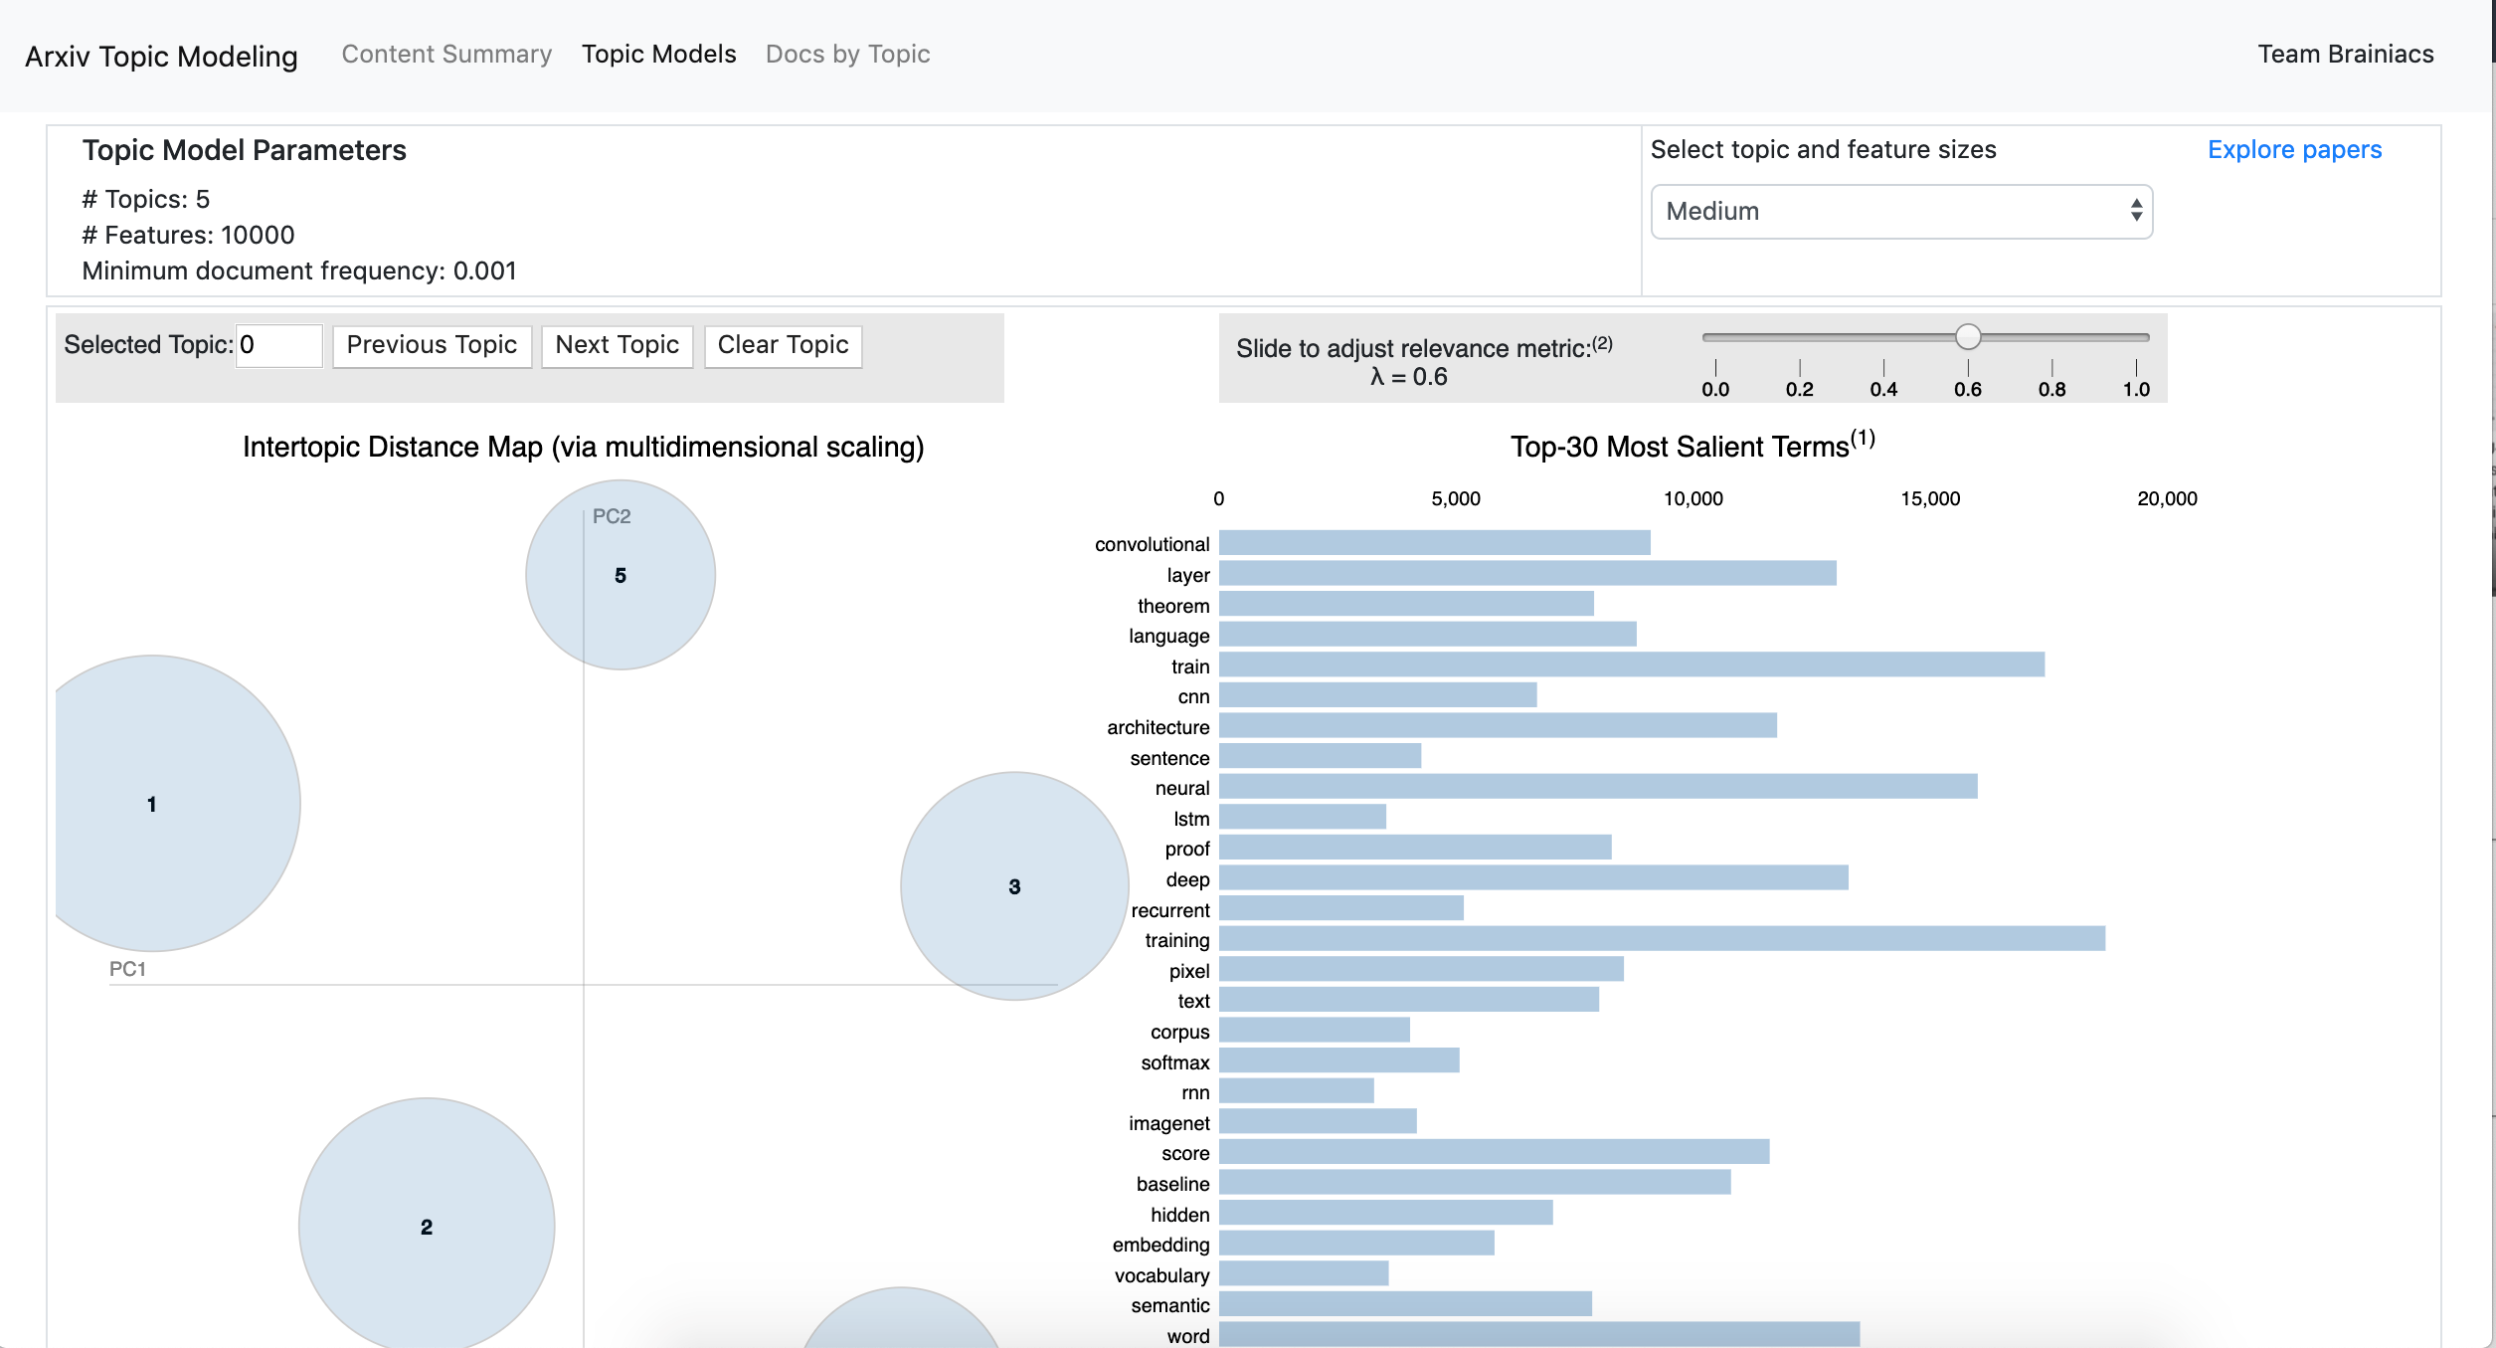 Arxiv Topic Modeling Content Summary Topic Models Docs by Topic Team Brainiacs
Topic Model Parameters
# Topics: 5
# Features: 10000
Minimum document frequency: 0.001
Select topic and feature sizes Explore papers
Medium
Selected Topic: 0 Previous Topic Next Topic Clear Topic
Slide to adjust relevance metric:(2)
λ = 0.6
0.0 0.2 0.4 0.6 0.8 1.0
Intertopic Distance Map (via multidimensional scaling)
PC2
5
1
3
PC1
2
Top-30 Most Salient Terms(1)
0 5,000 10,000 15,000 20,000
convolutional
layer
theorem
language
train
cnn
architecture
sentence
neural
lstm
proof
deep
recurrent
training
pixel
text
corpus
softmax
rnn
imagenet
score
baseline
hidden
embedding
vocabulary
semantic
word